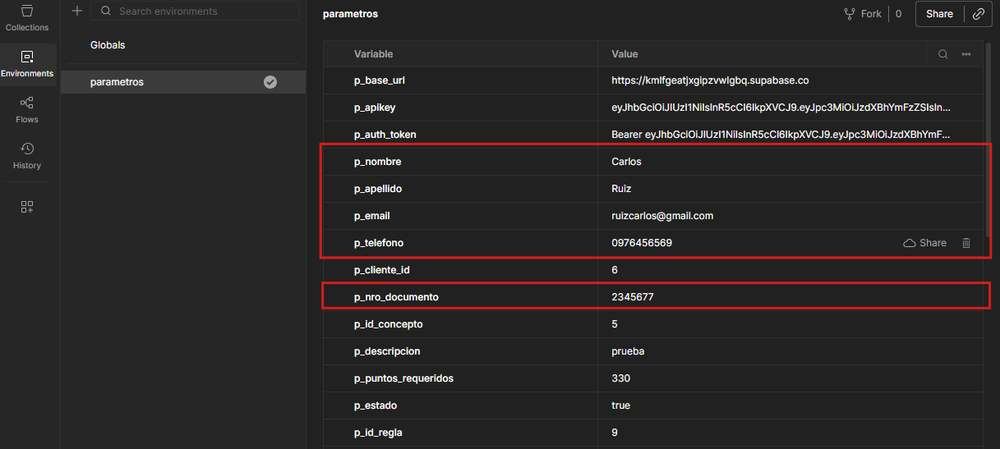 Collections
Environments
Flows
History
Search environments
Globals
parametros
parametros
Fork 0 Share
Variable Value
p_base_url https://kmlfgeatjxgipzvwlgbq.supabase.co
p_apikey eyJhbGciOiJIUzI1NiIsInR5cCI6IkpXVCJ9.eyJpc3MiOiJzdXBhYmFzZSIsIn...
p_auth_token Bearer eyJhbGciOiJIUzI1NiIsInR5cCI6IkpXVCJ9.eyJpc3MiOiJzdXBhYmF...
p_nombre Carlos
p_apellido Ruiz
p_email ruizcarlos@gmail.com
p_telefono 0976456569 Share
p_cliente_id 6
p_nro_documento 2345677
p_id_concepto 5
p_descripcion prueba
p_puntos_requeridos 330
p_estado true
p_id_regla 9